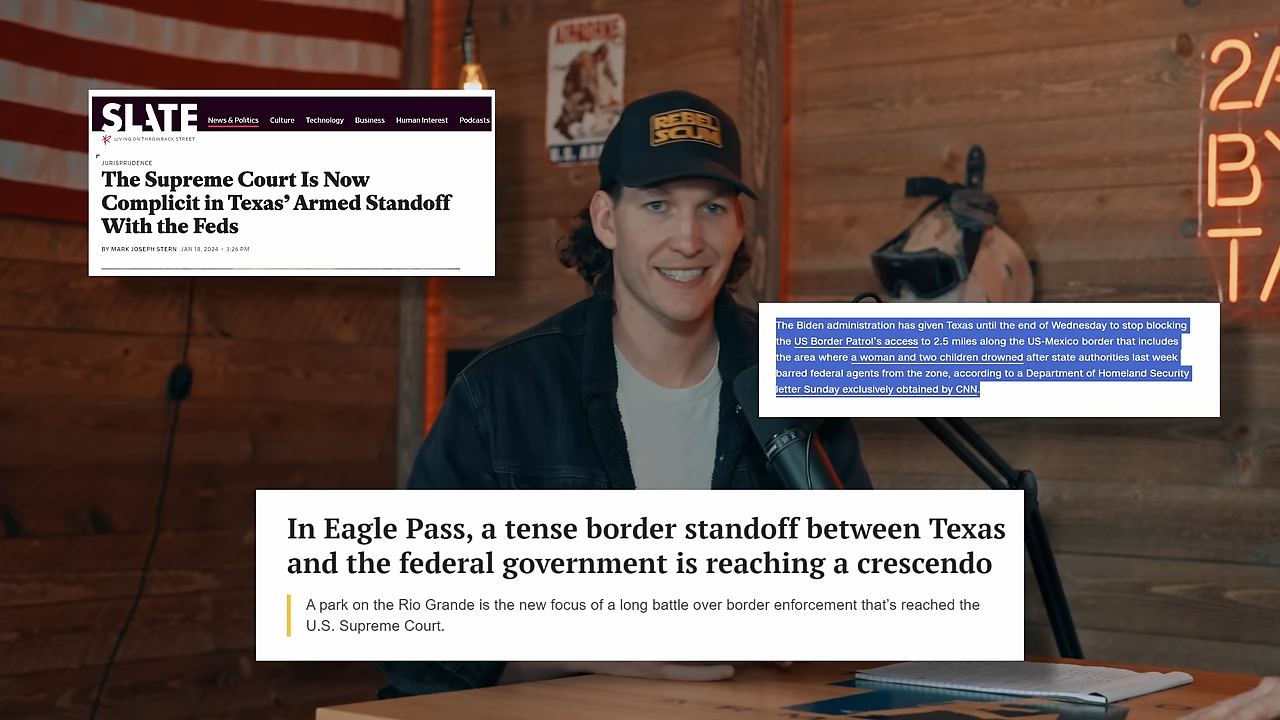 SLATE
News & Politics Culture Technology Business Human Interest Podcasts
LIVING ON THROWBACK STREET
JURISPRUDENCE
The Supreme Court Is Now
Complicit in Texas’ Armed Standoff
With the Feds
BY MARK JOSEPH STERN JAN 18, 2024 • 3:26 PM
REBEL
SCUM
2A
BY
TA
The Biden administration has given Texas until the end of Wednesday to stop blocking
the US Border Patrol’s access to 2.5 miles along the US-Mexico border that includes
the area where a woman and two children drowned after state authorities last week
barred federal agents from the zone, according to a Department of Homeland Security
letter Sunday exclusively obtained by CNN.
In Eagle Pass, a tense border standoff between Texas
and the federal government is reaching a crescendo
A park on the Rio Grande is the new focus of a long battle over border enforcement that’s reached the
U.S. Supreme Court.